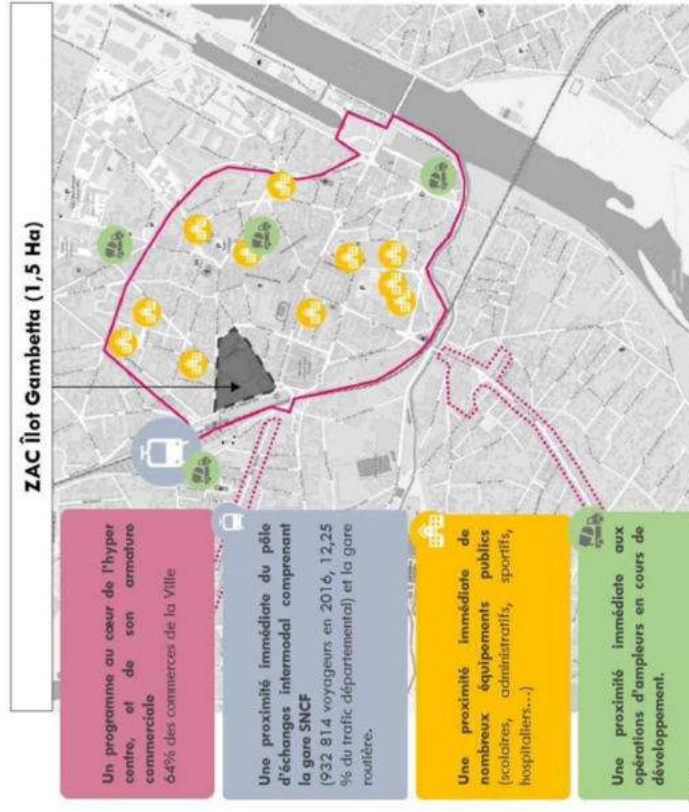 ZAC Îlot Gambetta (1,5 Ha)
Un programme au cœur de l'hyper
centre, et de son armature
commerciale
64% des commerces de la Ville
Une proximité immédiate du pôle
d'échanges intermodal comprenant
la gare SNCF
(932 814 voyageurs en 2016, 12,25
% du trafic départemental) et la gare
routière.
Une proximité immédiate de
nombreux équipements publics
(scolaires, administratifs, sportifs,
hospitaliers...)
Une proximité immédiate aux
opérations d'ampleurs en cours de
développement.